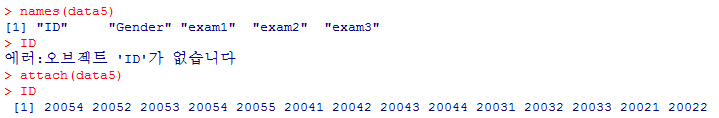 > names(data5)
[1] "ID"     "Gender" "exam1"  "exam2"  "exam3"
> ID
에러:오브젝트 'ID'가 없습니다
> attach(data5)
> ID
 [1] 20054 20052 20053 20054 20055 20041 20042 20043 20044 20031 20032 20033 20021 20022